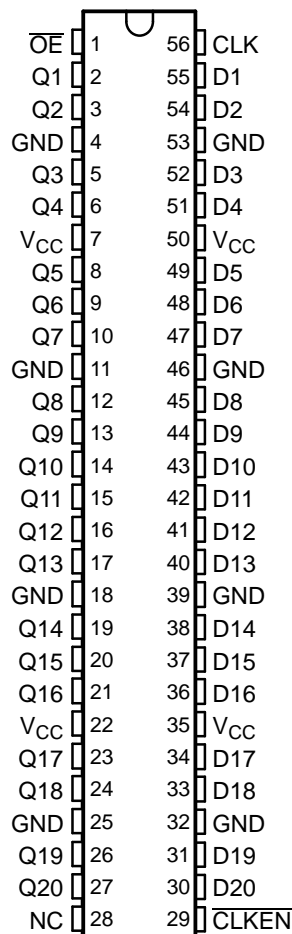 O̅E̅ 1 56 CLK
Q1 2 55 D1
Q2 3 54 D2
GND 4 53 GND
Q3 5 52 D3
Q4 6 51 D4
VCC 7 50 VCC
Q5 8 49 D5
Q6 9 48 D6
Q7 10 47 D7
GND 11 46 GND
Q8 12 45 D8
Q9 13 44 D9
Q10 14 43 D10
Q11 15 42 D11
Q12 16 41 D12
Q13 17 40 D13
GND 18 39 GND
Q14 19 38 D14
Q15 20 37 D15
Q16 21 36 D16
VCC 22 35 VCC
Q17 23 34 D17
Q18 24 33 D18
GND 25 32 GND
Q19 26 31 D19
Q20 27 30 D20
NC 28 29 C̅L̅K̅E̅N̅